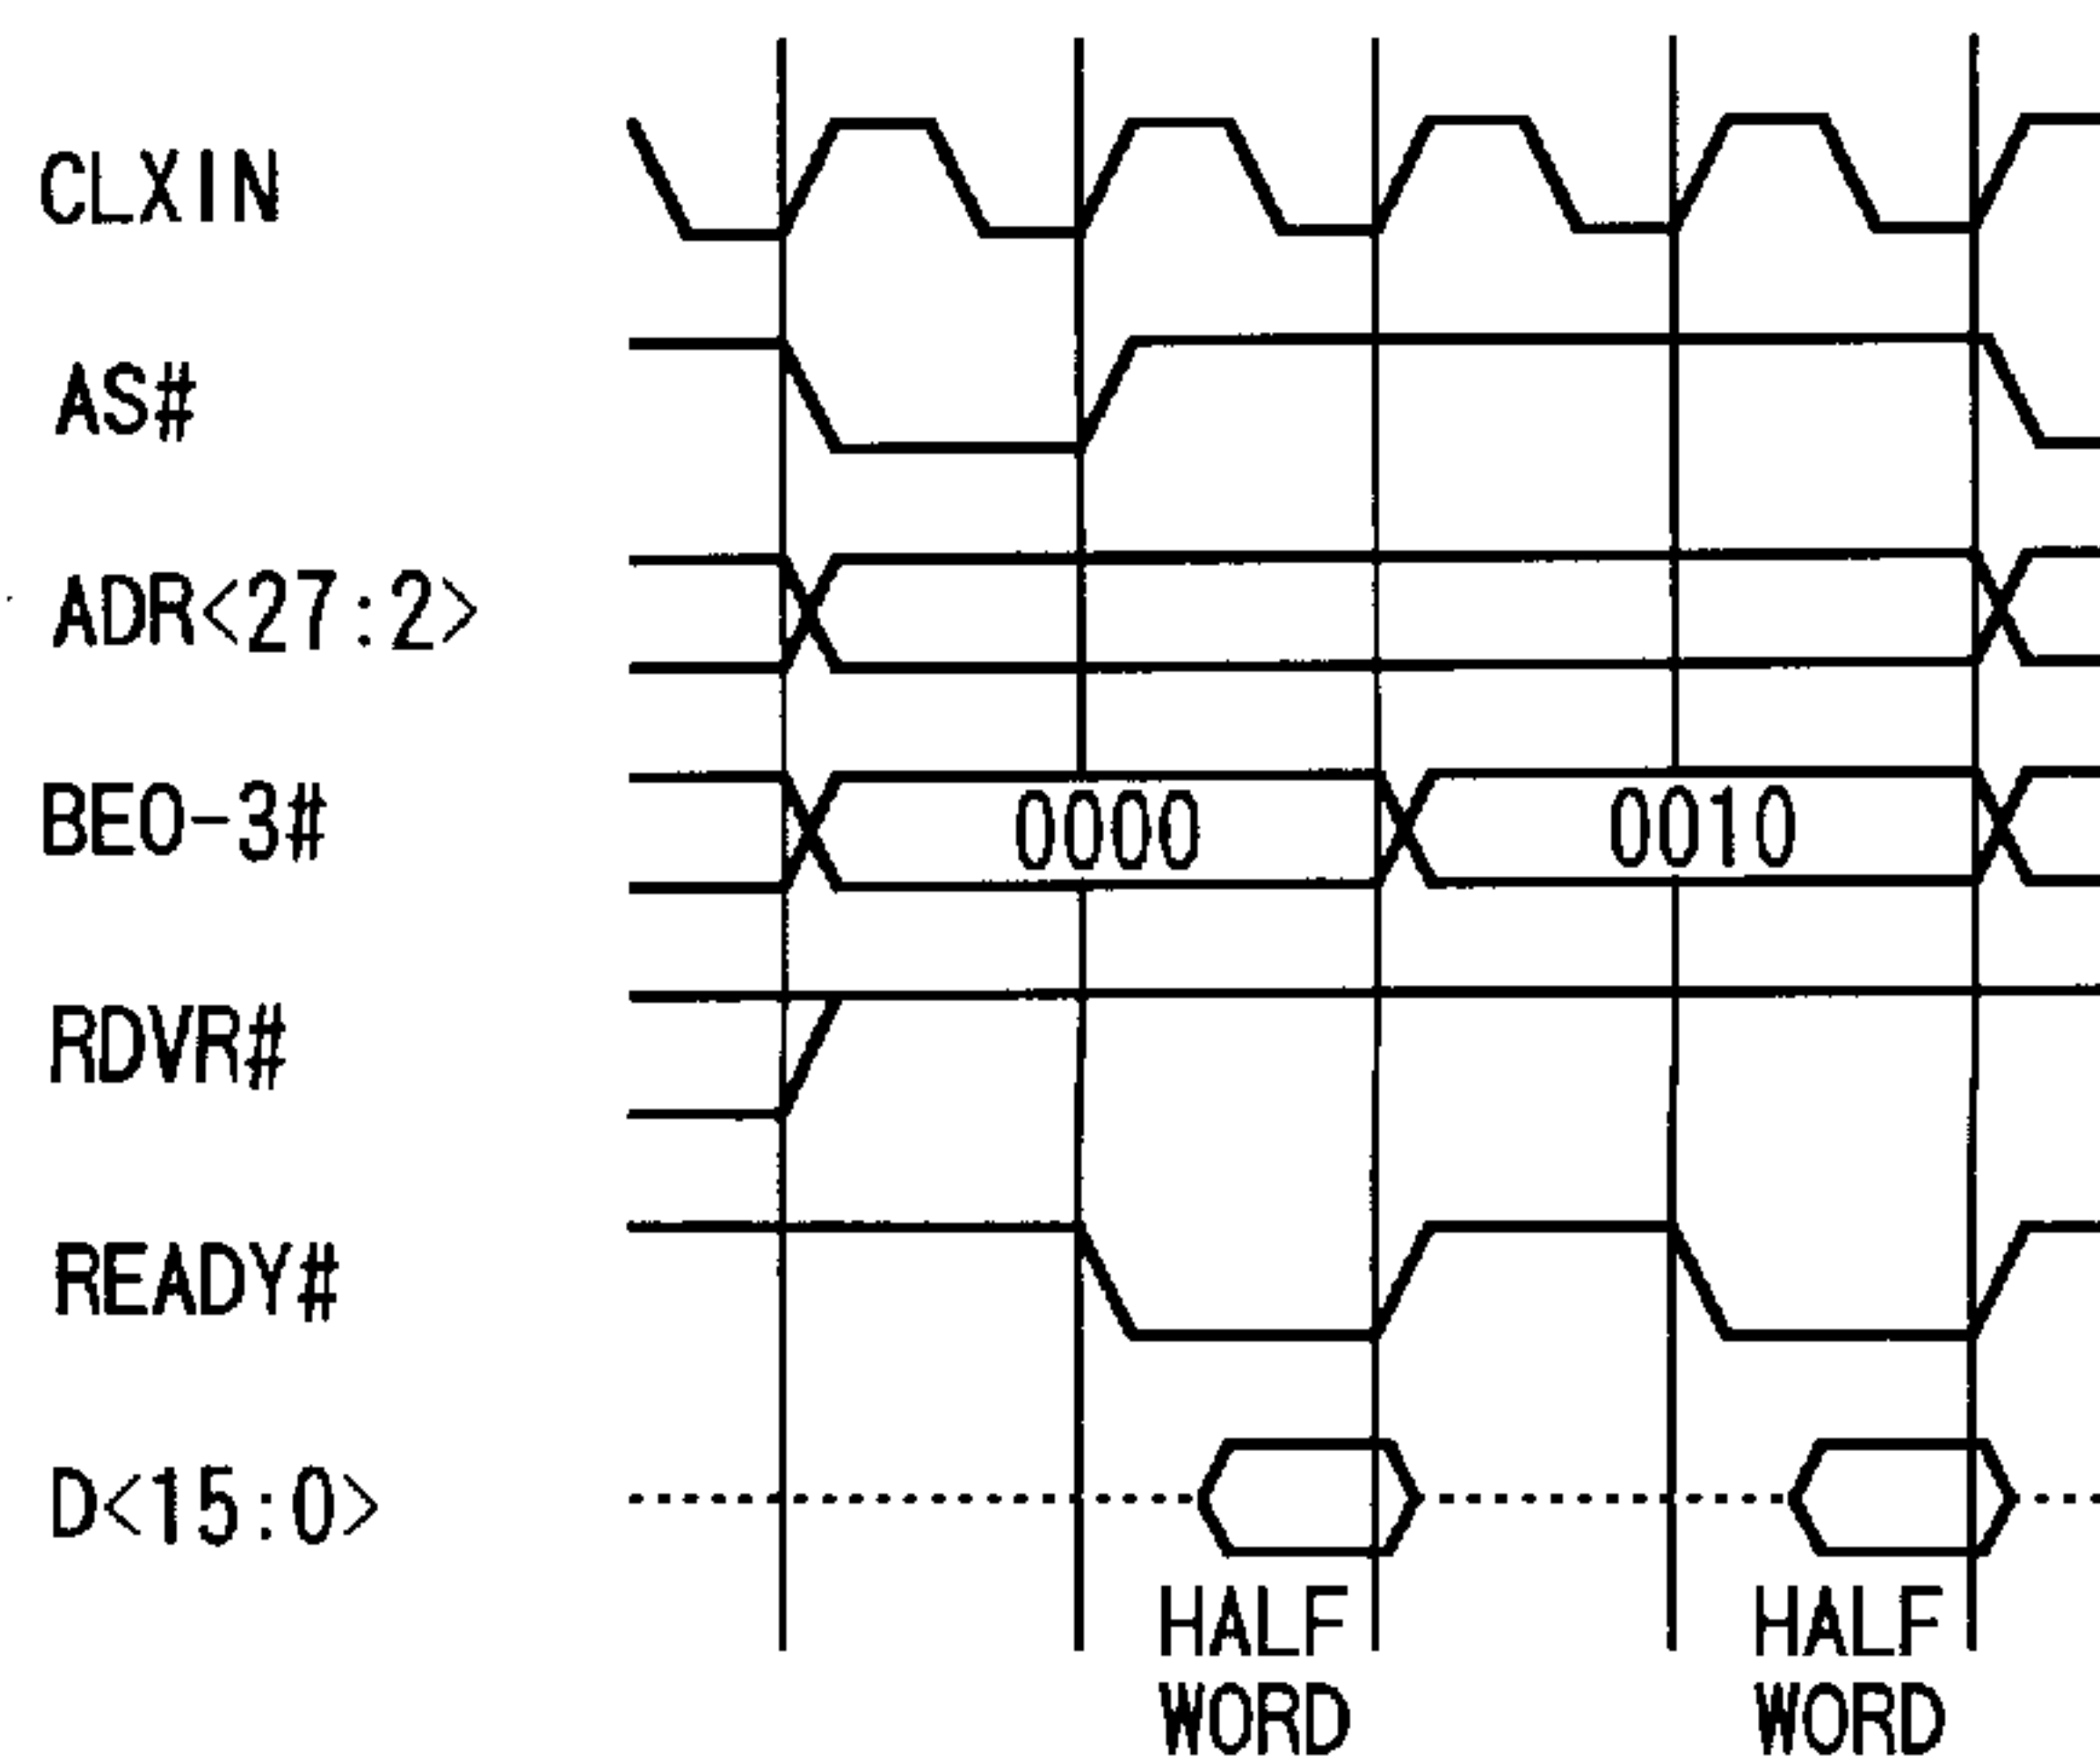 CLXIN
AS#
ADR<27:2>
BE0-3#
0000
0010
RDVR#
READY#
D<15:0>
HALF
WORD
HALF
WORD